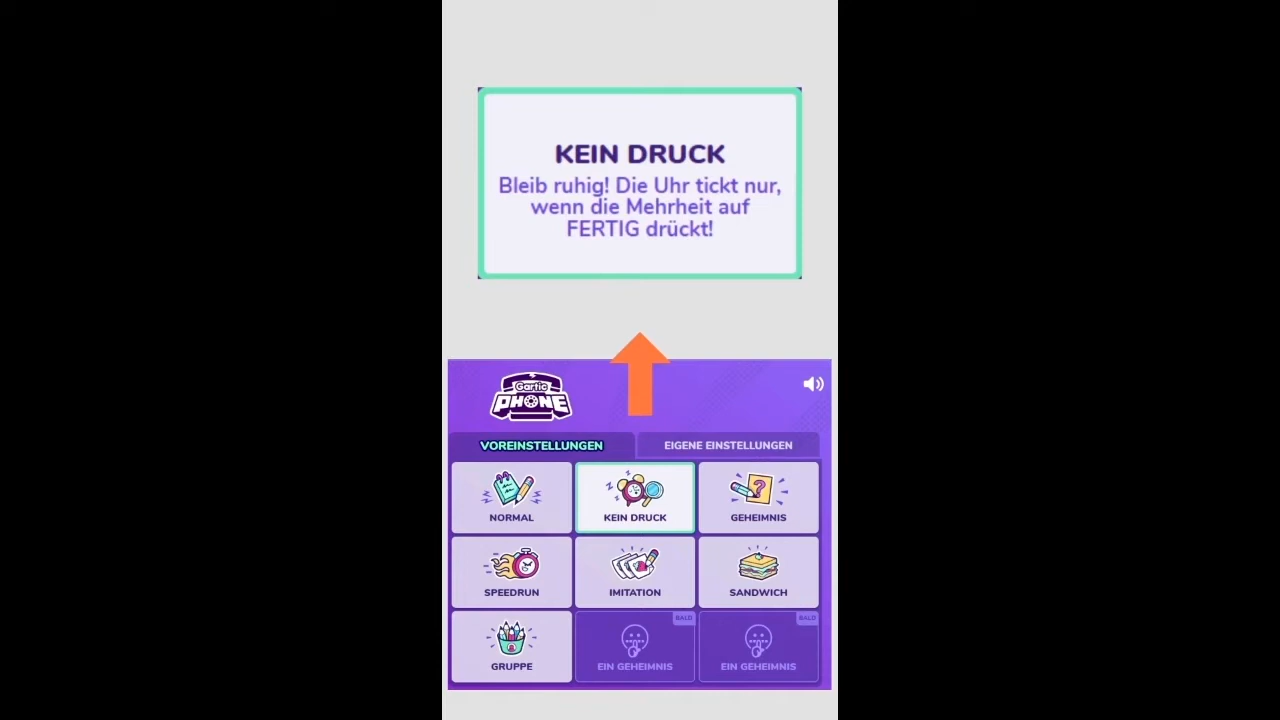 KEIN DRUCK
Bleib ruhig! Die Uhr tickt nur,
wenn die Mehrheit auf
FERTIG drückt!
Gartic
PHONE
VOREINSTELLUNGEN
EIGENE EINSTELLUNGEN
NORMAL
KEIN DRUCK
GEHEIMNIS
SPEEDRUN
IMITATION
SANDWICH
GRUPPE
BALD
EIN GEHEIMNIS
BALD
EIN GEHEIMNIS